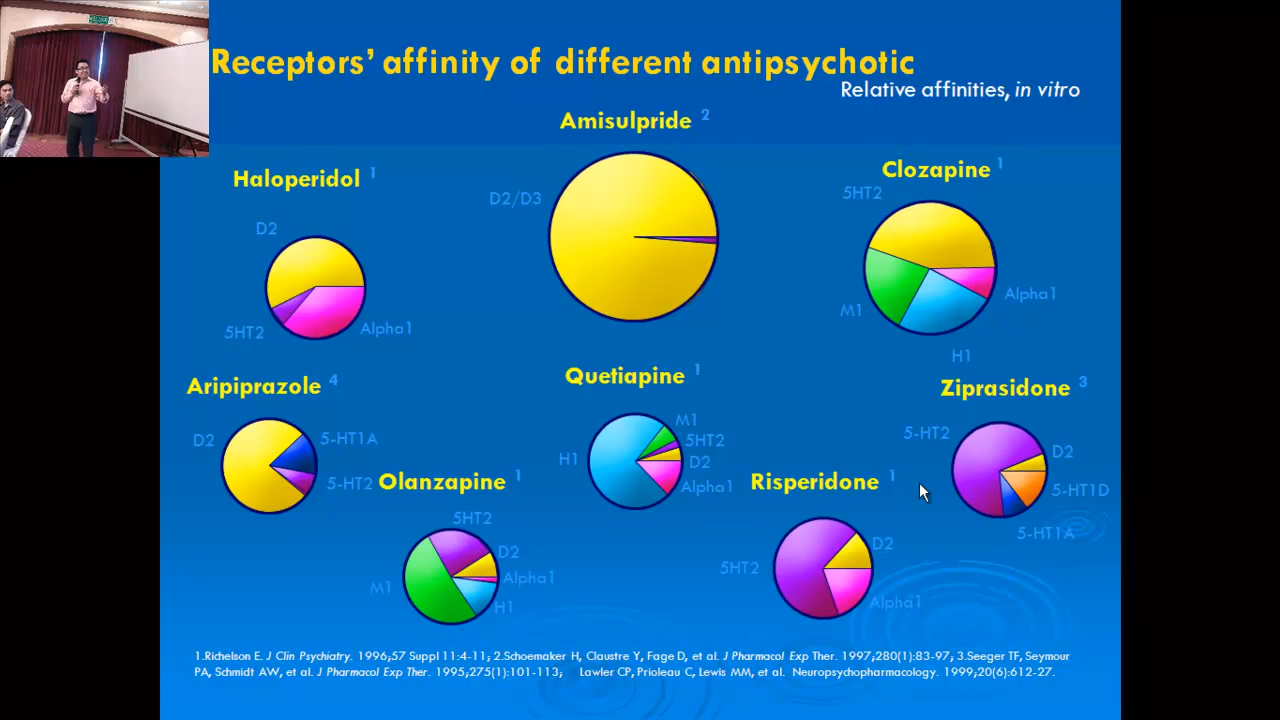 Receptors’ affinity of different antipsychotic
Relative affinities, in vitro
Amisulpride 2
D2/D3
Haloperidol 1
D2
5HT2
Alpha1
Clozapine 1
5HT2
M1
Alpha1
H1
Aripiprazole 4
D2
5-HT1A
5-HT2
Quetiapine 1
M1
5HT2
H1
D2
Alpha1
Ziprasidone 3
5-HT2
D2
5-HT1D
5-HT1A
Olanzapine 1
5HT2
D2
Alpha1
M1
H1
Risperidone 1
D2
5HT2
Alpha1
1.Richelson E. J Clin Psychiatry. 1996;57 Suppl 11:4-11; 2.Schoemaker H, Claustre Y, Fage D, et al. J Pharmacol Exp Ther. 1997;280(1):83-97; 3.Seeger TF, Seymour
PA, Schmidt AW, et al. J Pharmacol Exp Ther. 1995;275(1):101-113; Lawler CP, Prioleau C, Lewis MM, et al. Neuropsychopharmacology. 1999;20(6):612-27.